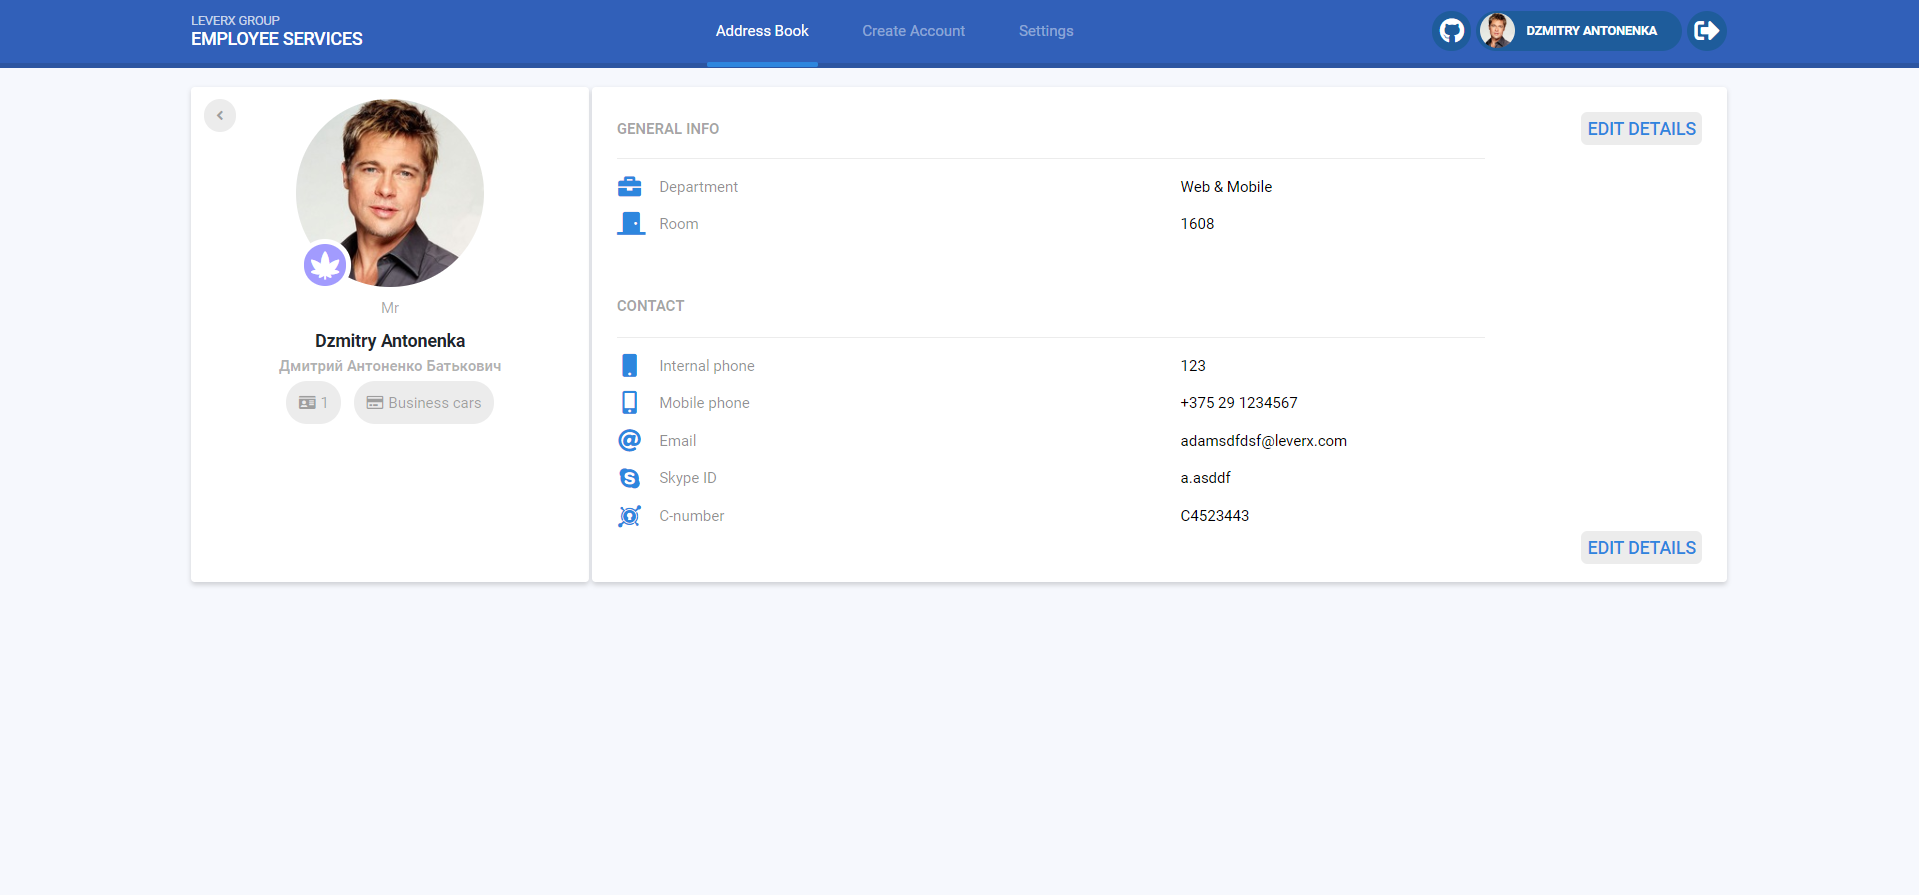 LEVERX GROUP
EMPLOYEE SERVICES
Address Book
Create Account
Settings
DZMITRY ANTONENKA
Mr
Dzmitry Antonenka
Дмитрий Антоненко Батькович
1
Business cars
GENERAL INFO
EDIT DETAILS
Department
Web & Mobile
Room
1608
CONTACT
Internal phone
123
Mobile phone
+375 29 1234567
Email
adamsdfdsf@leverx.com
Skype ID
a.asddf
C-number
C4523443
EDIT DETAILS